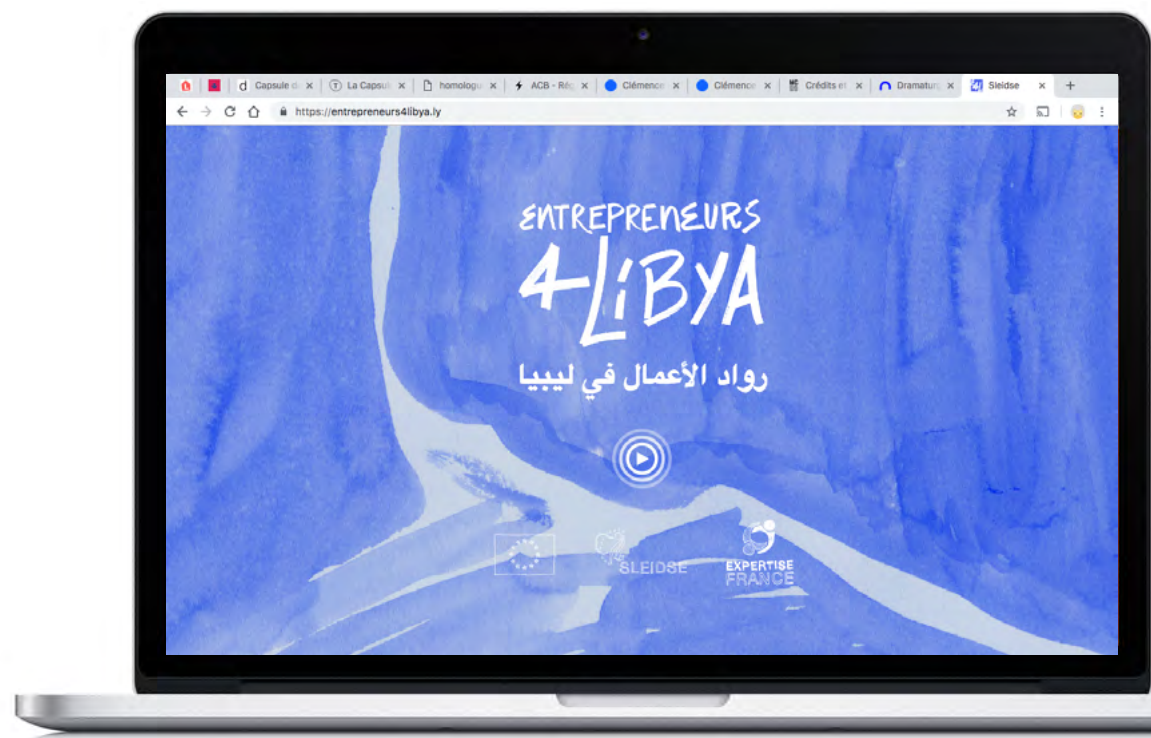 Capsule d
La Capsul
homologu
ACB - Rég
Clémence
Clémence
Crédits et
Dramatur
Sleidse
https://entrepreneurs4libya.ly
ENTREPRENEURS
4LiBYA
رواد الأعمال في ليبيا
SLEIDSE
EXPERTISE
FRANCE